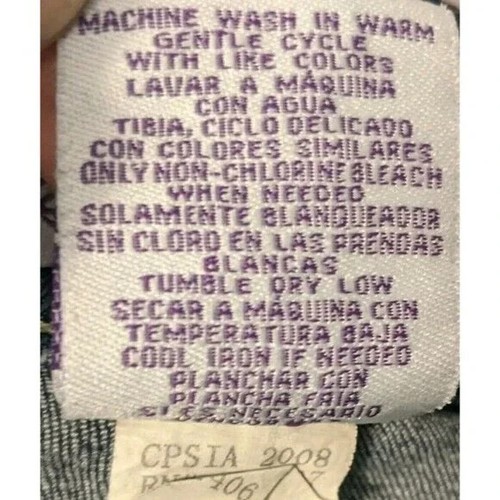 MACHINE WASH IN WARM
GENTLE CYCLE
WITH LIKE COLORS
LAVAR A MÁQUINA
CON AGUA
TIBIA, CICLO DELICADO
CON COLORES SIMILARES
ONLY NON-CHLORINE BLEACH
WHEN NEEDED
SOLAMENTE BLANQUEADOR
SIN CLORO EN LAS PRENDAS
BLANCAS
TUMBLE DRY LOW
SECAR A MÁQUINA CON
TEMPERATURA BAJA
COOL IRON IF NEEDED
PLANCHAR CON
PLANCHA FRIA
SI ES NECESARIO
CPSIA 2008